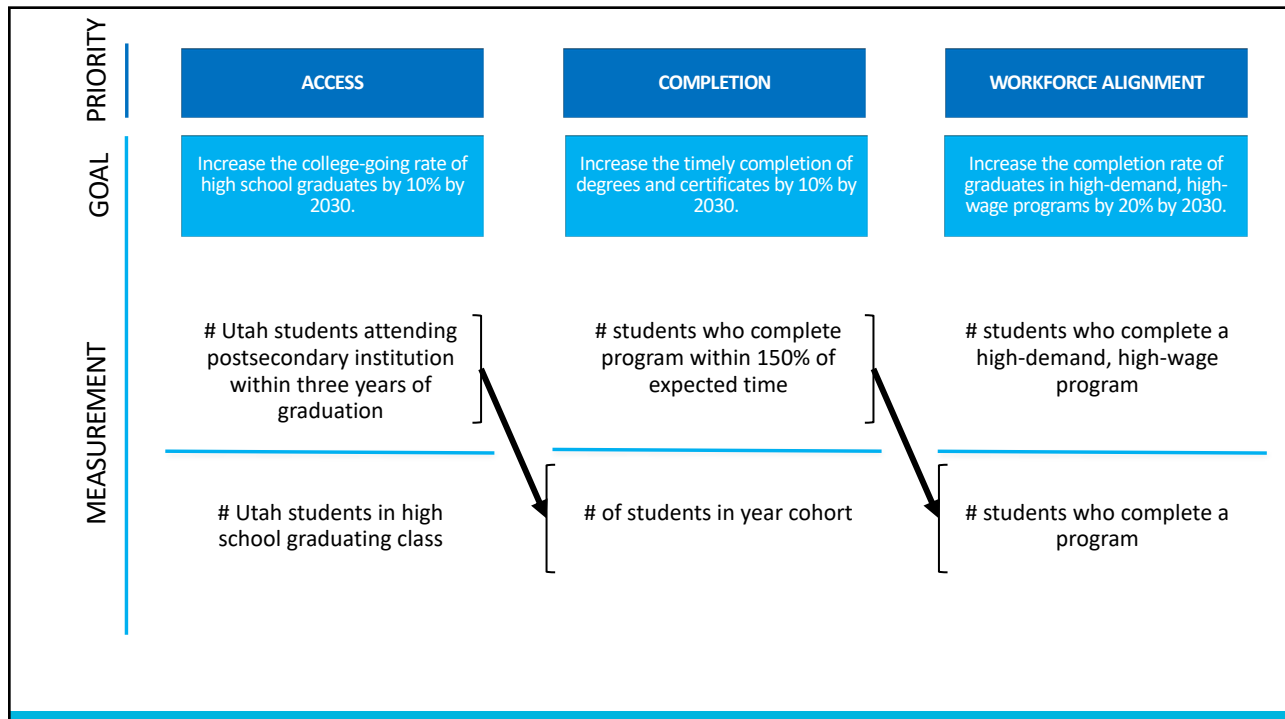 PRIORITY
ACCESS
COMPLETION
WORKFORCE ALIGNMENT
GOAL
Increase the college-going rate of
high school graduates by 10% by
2030.
Increase the timely completion of
degrees and certificates by 10% by
2030.
Increase the completion rate of
graduates in high-demand, high-
wage programs by 20% by 2030.
MEASUREMENT
# Utah students attending
postsecondary institution
within three years of
graduation
# students who complete
program within 150% of
expected time
# students who complete a
high-demand, high-wage
program
# Utah students in high
school graduating class
# of students in year cohort
# students who complete a
program